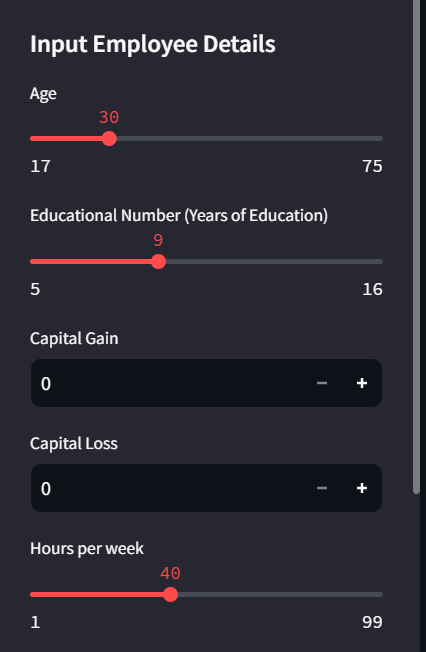 Input Employee Details
Age
30
17 75
Educational Number (Years of Education)
9
5 16
Capital Gain
0 − +
Capital Loss
0 − +
Hours per week
40
1 99